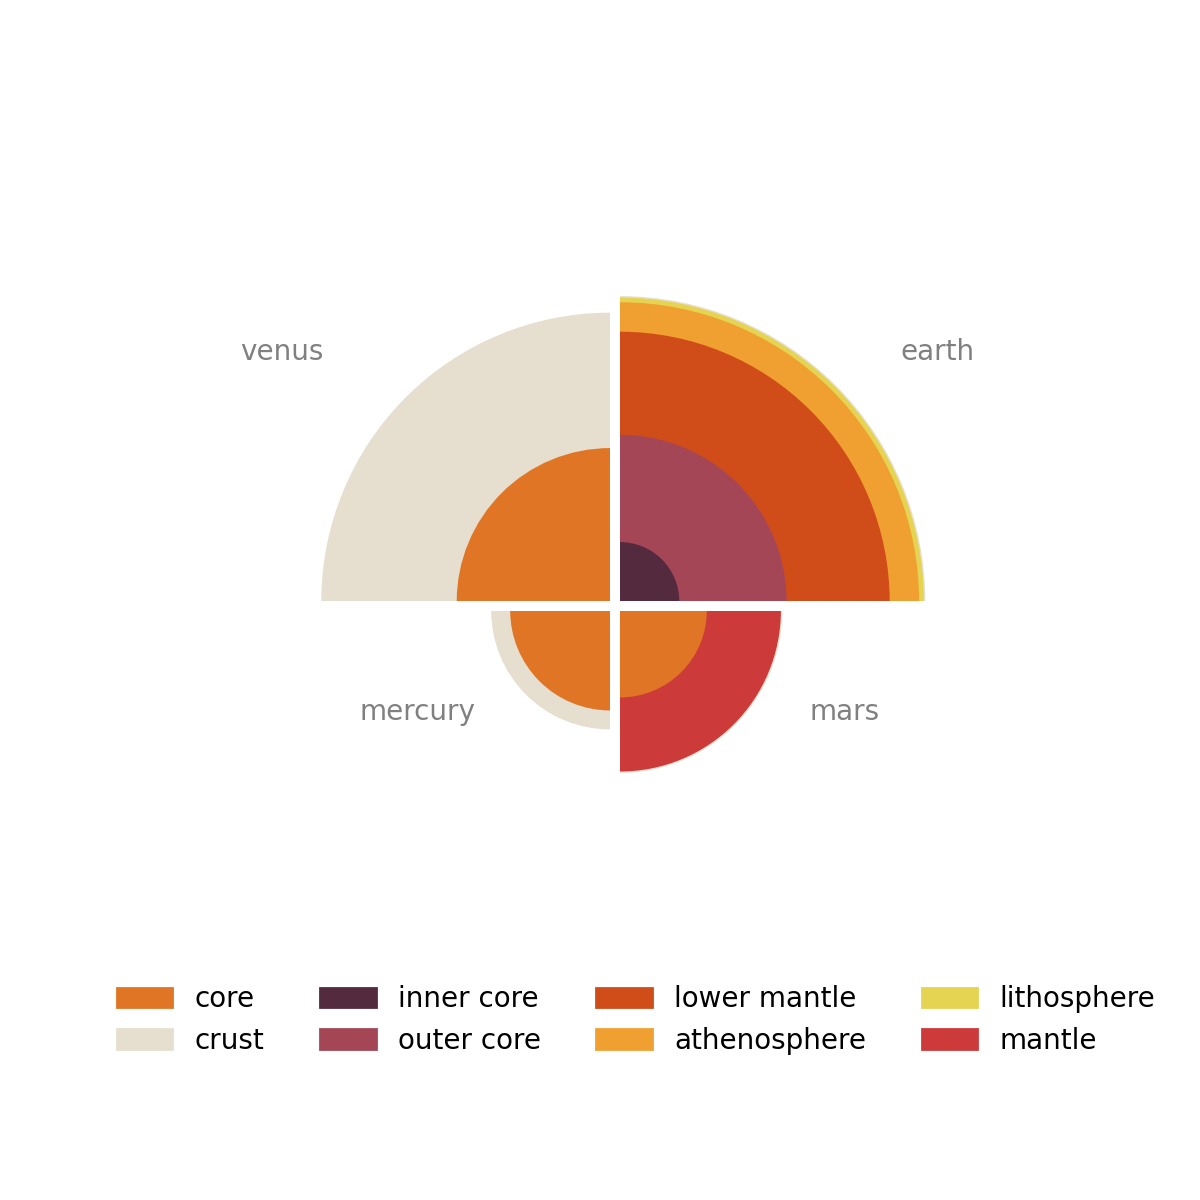 venus
earth
mercury
mars
core
inner core
lower mantle
lithosphere
crust
outer core
athenosphere
mantle